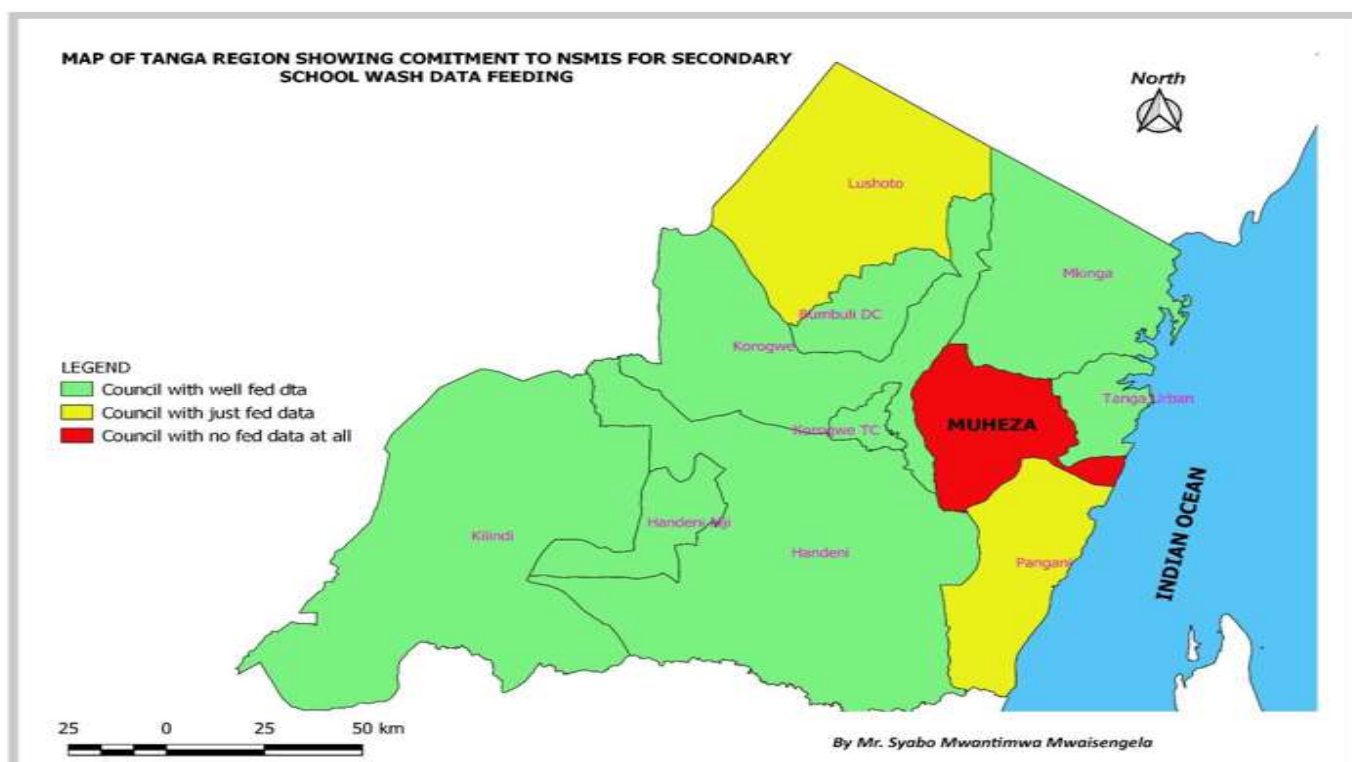 MAP OF TANGA REGION SHOWING COMITMENT TO NSMIS FOR SECONDARY
SCHOOL WASH DATA FEEDING
North
Lushoto
Mkinga
Bumbuli DC
Korogwe
LEGEND
Council with well fed dta
Council with just fed data
Council with no fed data at all
Tanga Urban
MUHEZA
Korogwe TC
Handeni Mji
Kilindi
Handeni
Pangani
INDIAN OCEAN
25 0 25 50 km
By Mr. Syabo Mwantimwa Mwaisengela